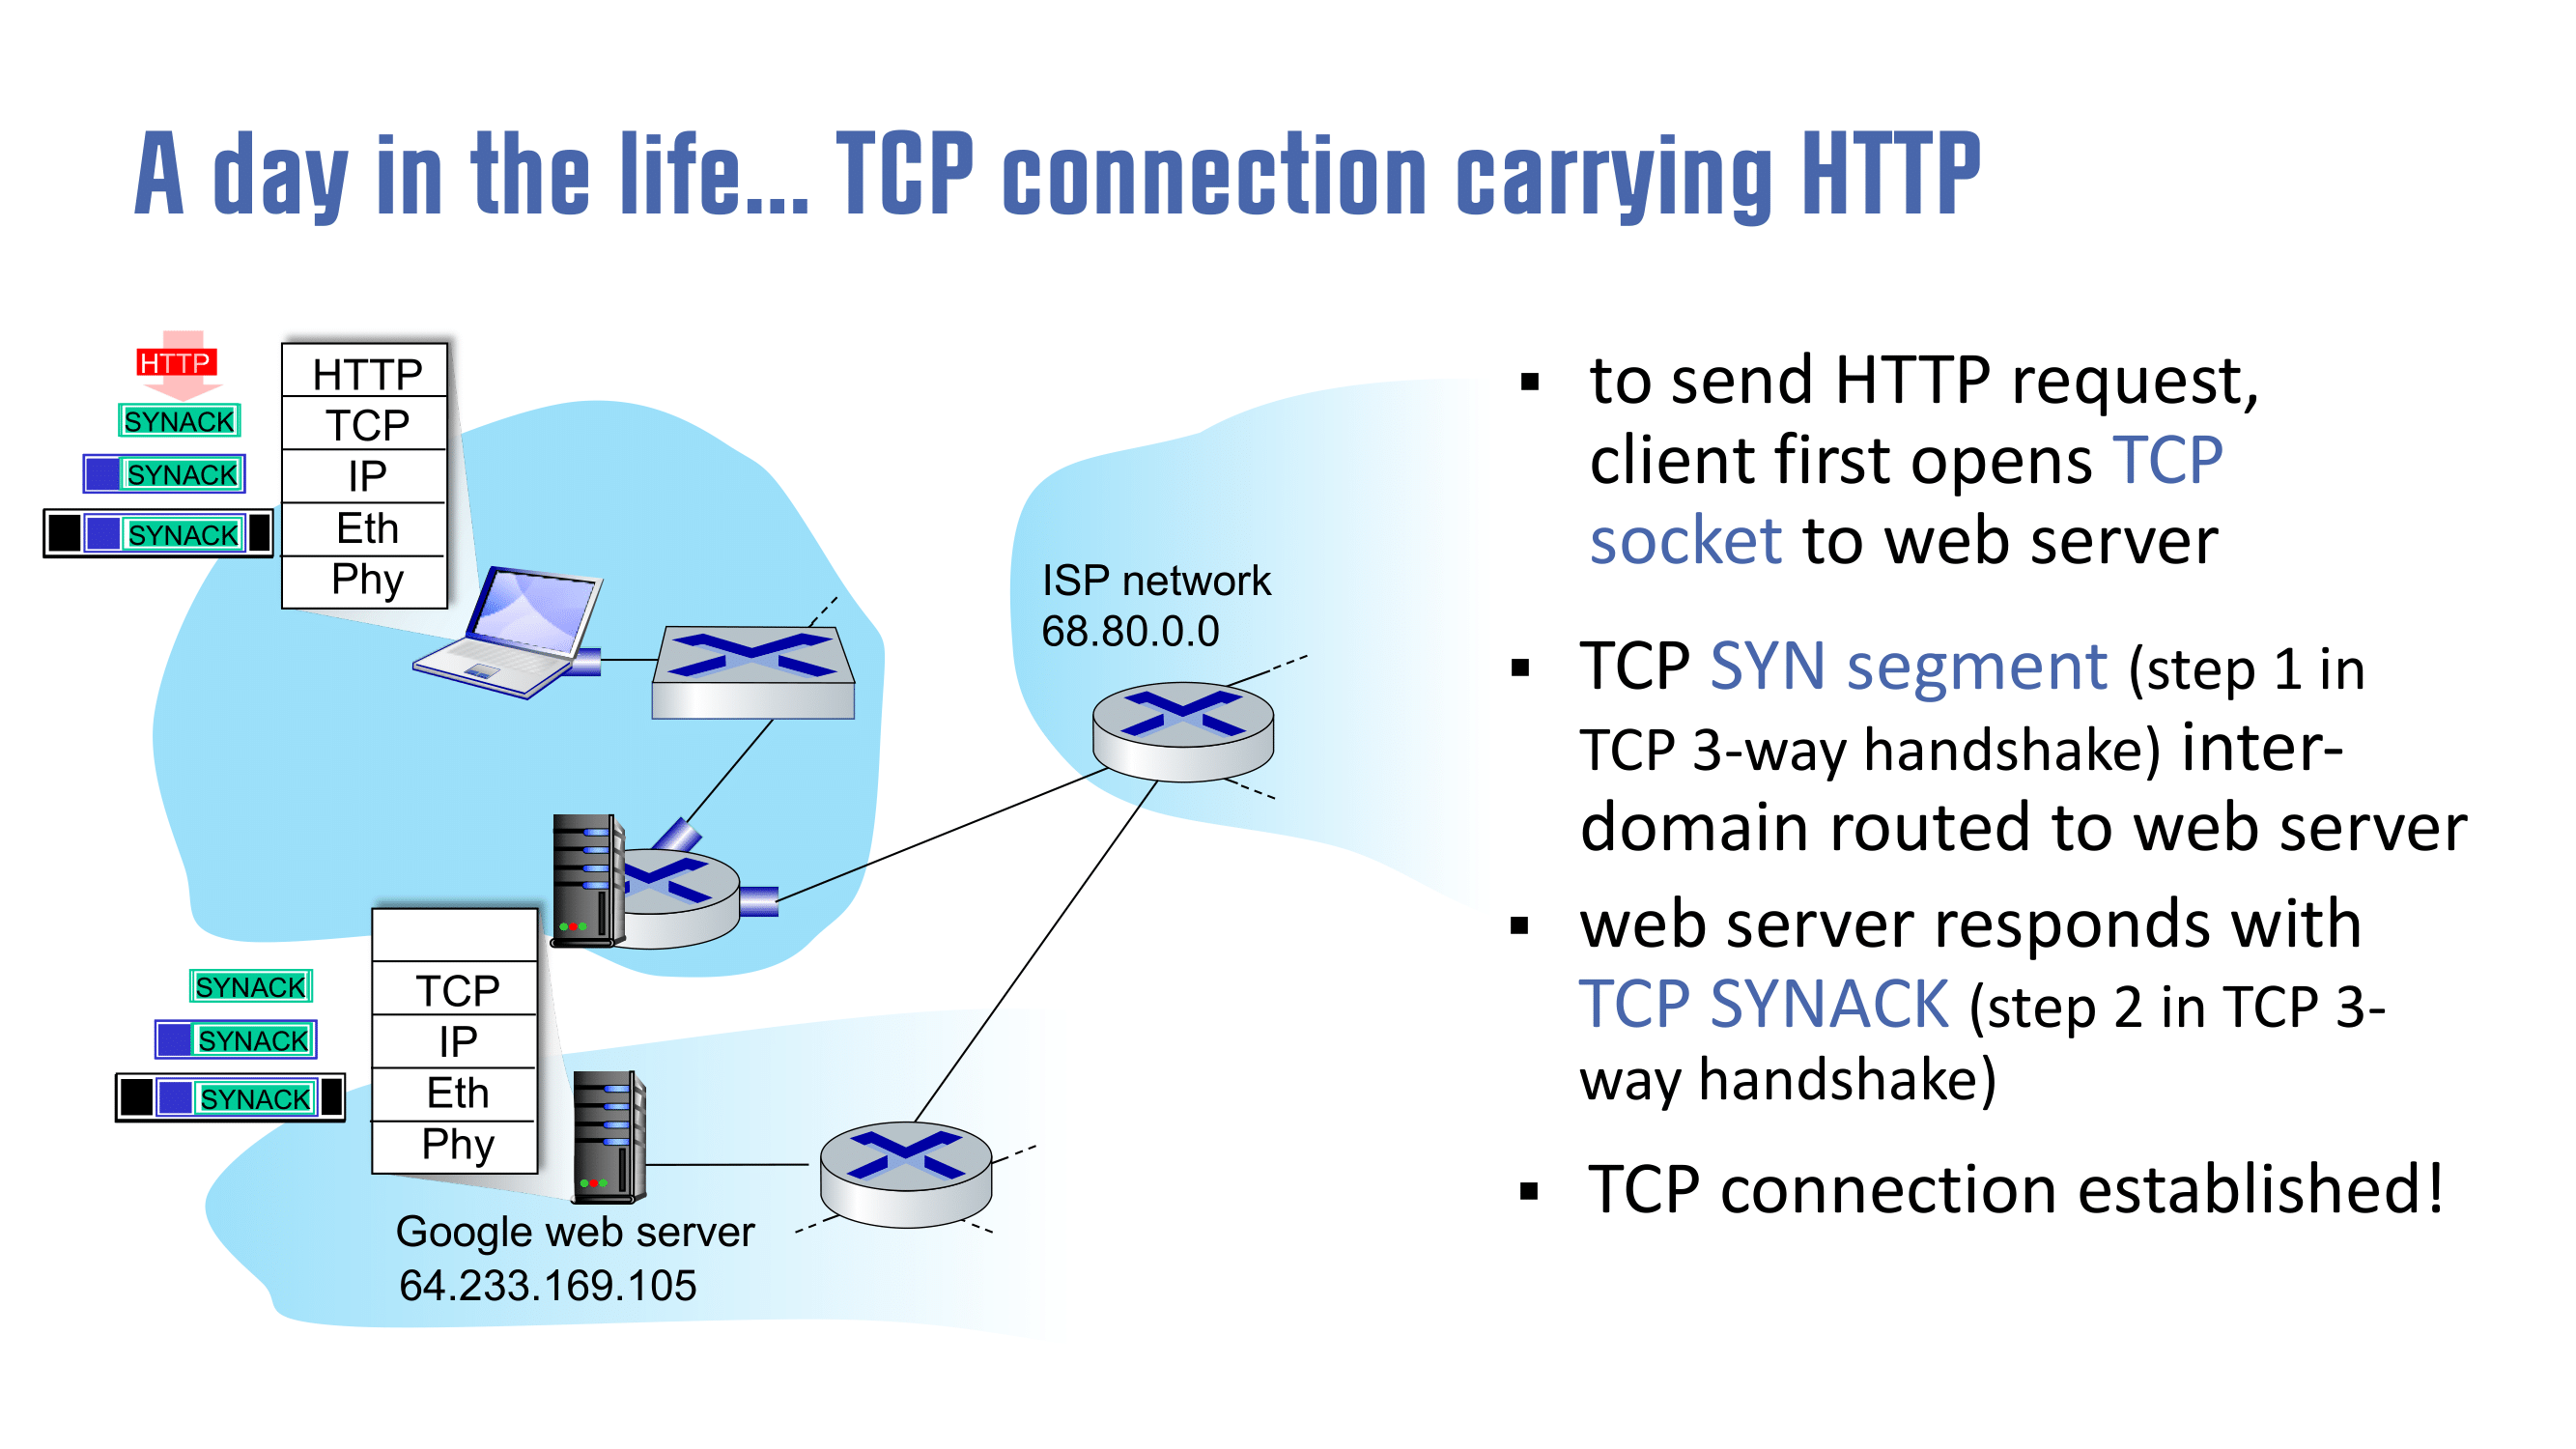 A day in the life... TCP connection carrying HTTP
HTTP
SYNACK
SYNACK
SYNACK
HTTP
TCP
IP
Eth
Phy
ISP network
68.80.0.0
SYNACK
SYNACK
SYNACK
TCP
IP
Eth
Phy
Google web server
64.233.169.105
▪ to send HTTP request,
client first opens TCP
socket to web server
▪ TCP SYN segment (step 1 in
TCP 3-way handshake) inter-
domain routed to web server
▪ web server responds with
TCP SYNACK (step 2 in TCP 3-
way handshake)
▪ TCP connection established!